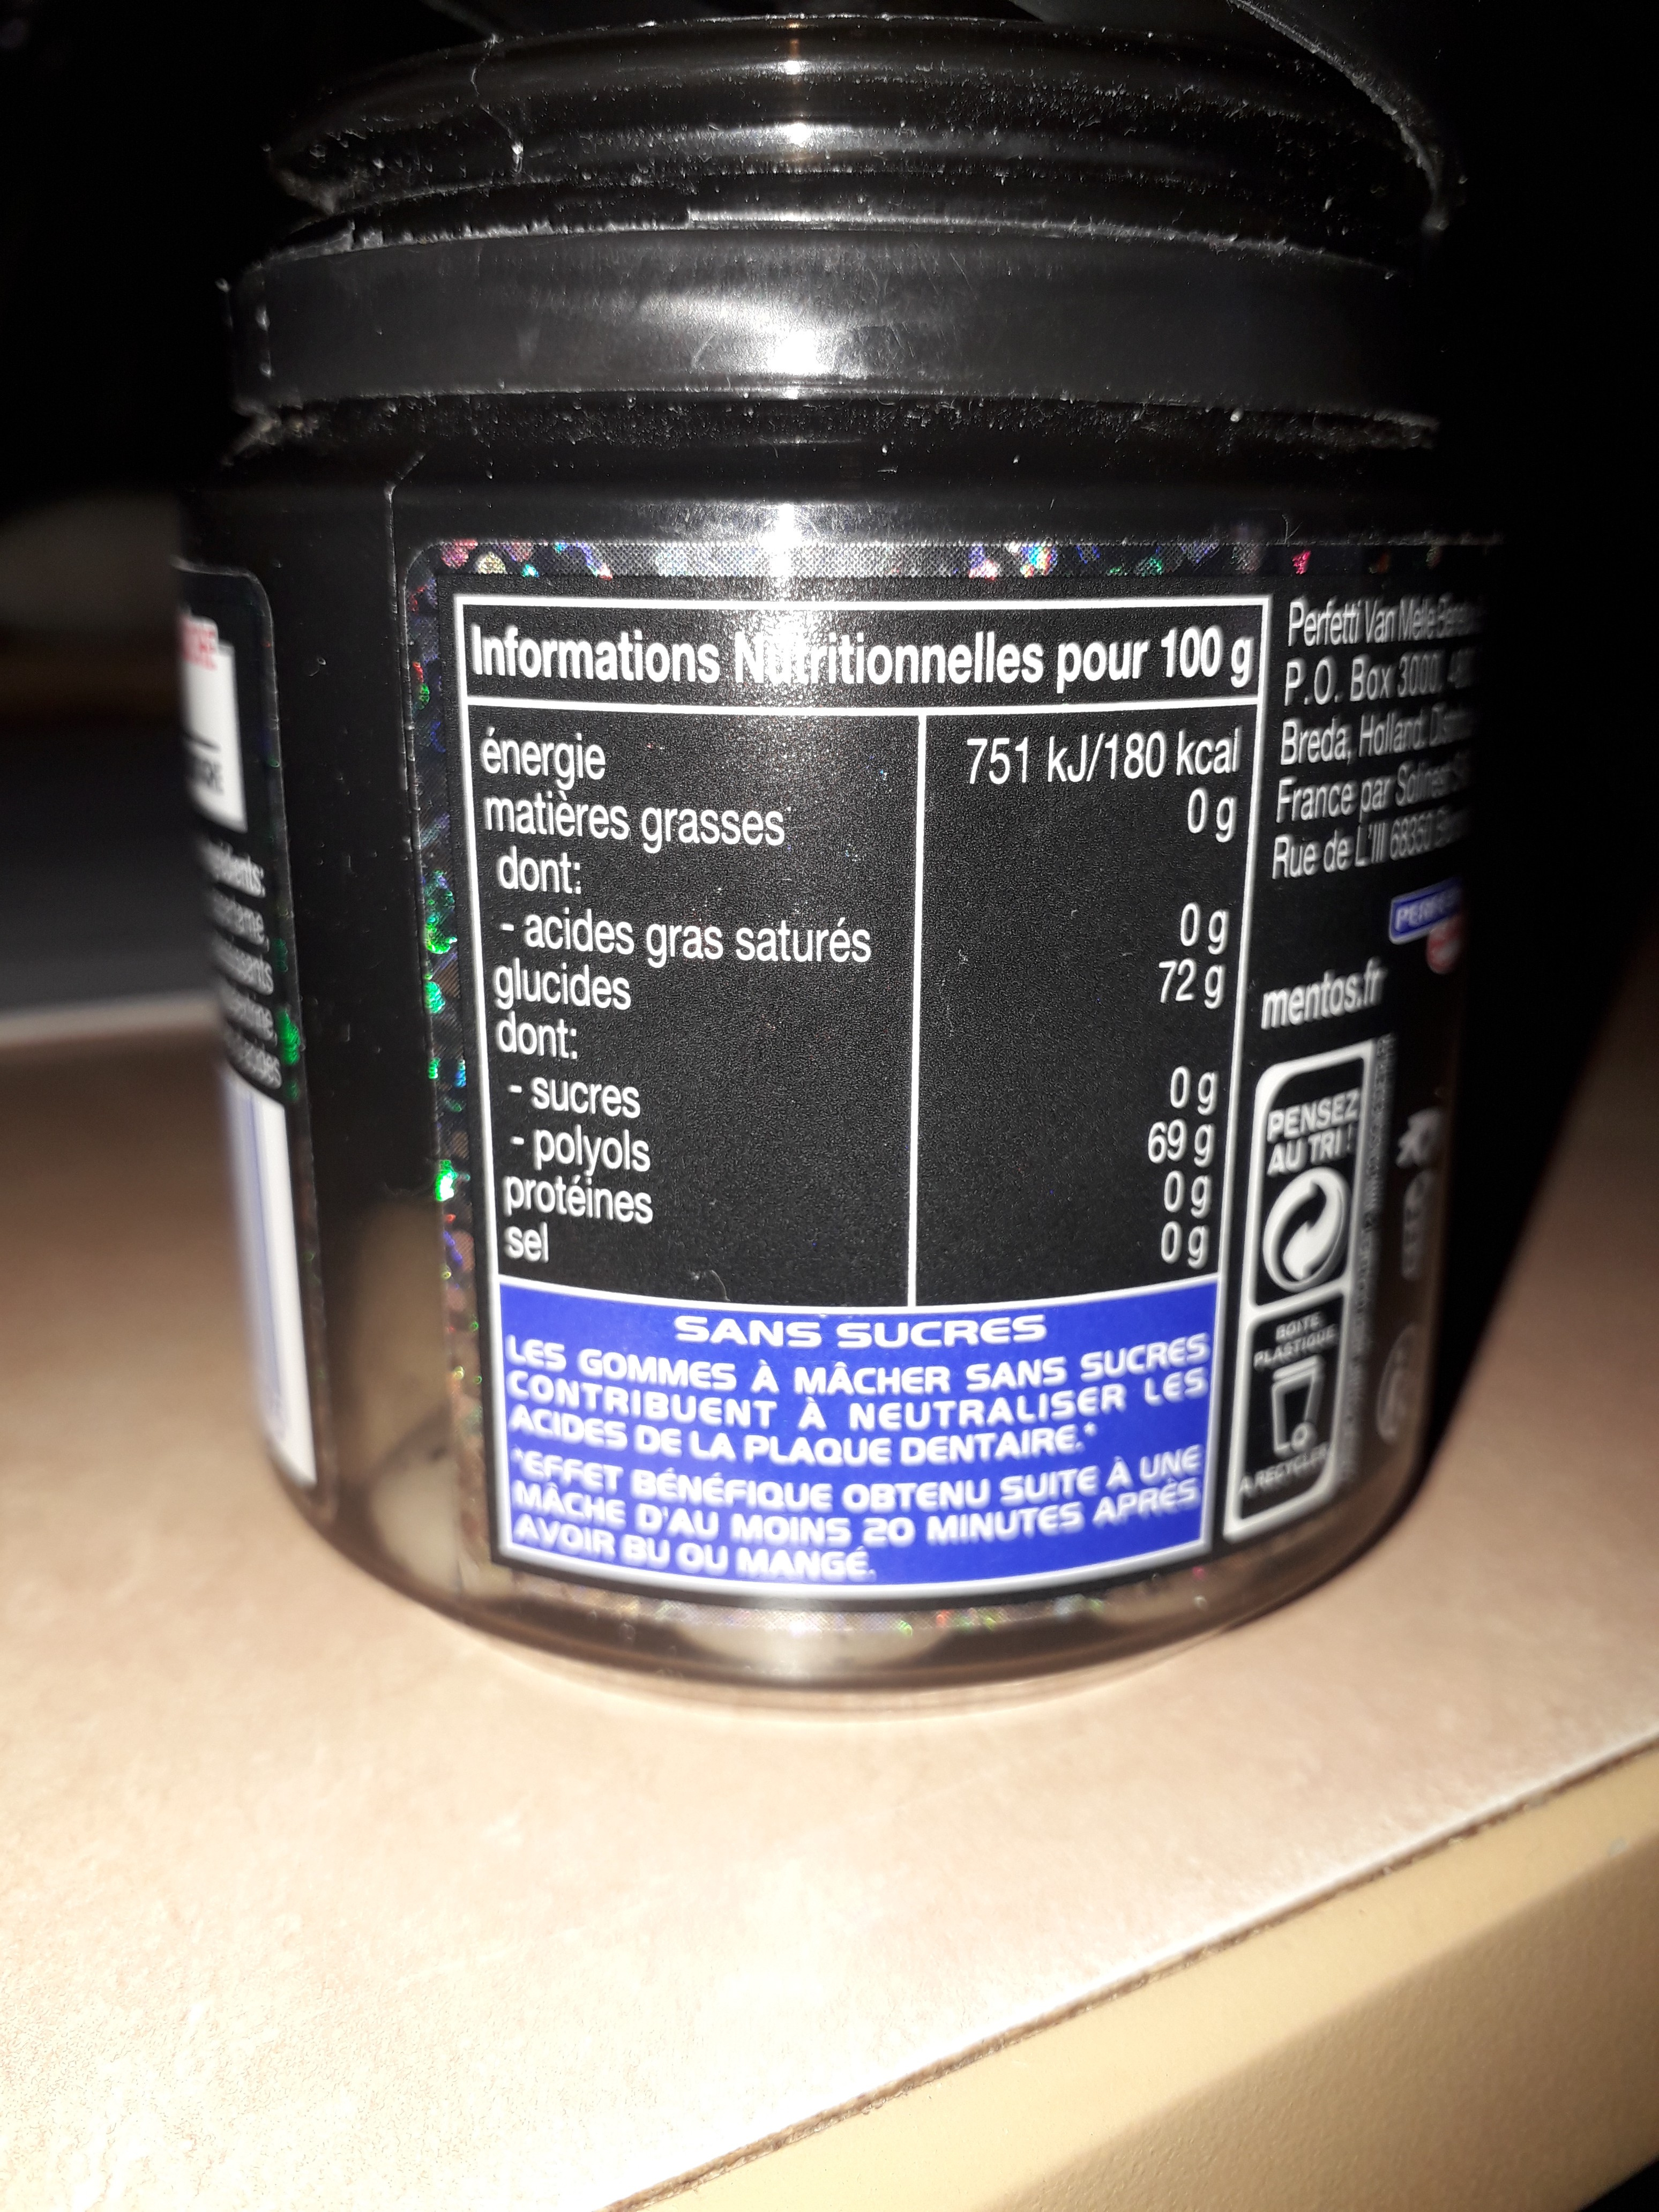 Informations Nutritionnelles pour 100 g
énergie 751 kJ/180 kcal
matières grasses 0 g
dont:
- acides gras saturés 0 g
glucides 72 g
dont:
- sucres 0 g
- polyols 69 g
protéines 0 g
sel 0 g
SANS SUCRES
LES GOMMES À MÂCHER SANS SUCRES
CONTRIBUENT À NEUTRALISER LES
ACIDES DE LA PLAQUE DENTAIRE.*
*EFFET BÉNÉFIQUE OBTENU SUITE À UNE
MÂCHE D'AU MOINS 20 MINUTES APRÈS
AVOIR BU OU MANGÉ.
Perfetti Van Melle
P.O. Box 3000,
Breda, Holland.
France par Solinest
Rue de L'Ill 68350
mentos.fr
PENSEZ
AU TRI !
BOITE
PLASTIQUE
A RECYCLER